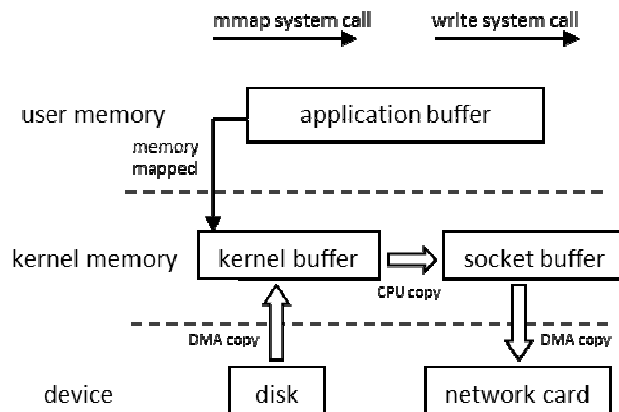 mmap system call
write system call
user memory
application buffer
memory
mapped
kernel memory
kernel buffer
socket buffer
CPU copy
DMA copy
DMA copy
device
disk
network card